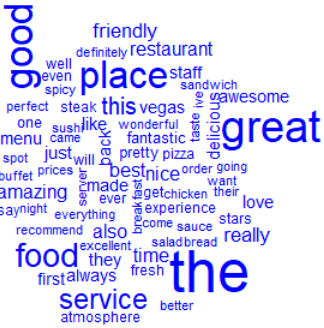 good
friendly
definitely
restaurant
well
even
place
staff
spicy
sandwich
perfect
steak
this
vegas
taste
ive
delicious
awesome
one
sushi
like
wonderful
great
menu
came
back
fantastic
spot
just
will
pretty
pizza
buffet
prices
server
best
nice
order
going
amazing
made
want
ever
breakfast
get
chicken
their
say
night
everything
experience
love
recommend
also
come
sauce
stars
excellent
salad
bread
really
food
they
time
the
first
always
fresh
service
better
atmosphere